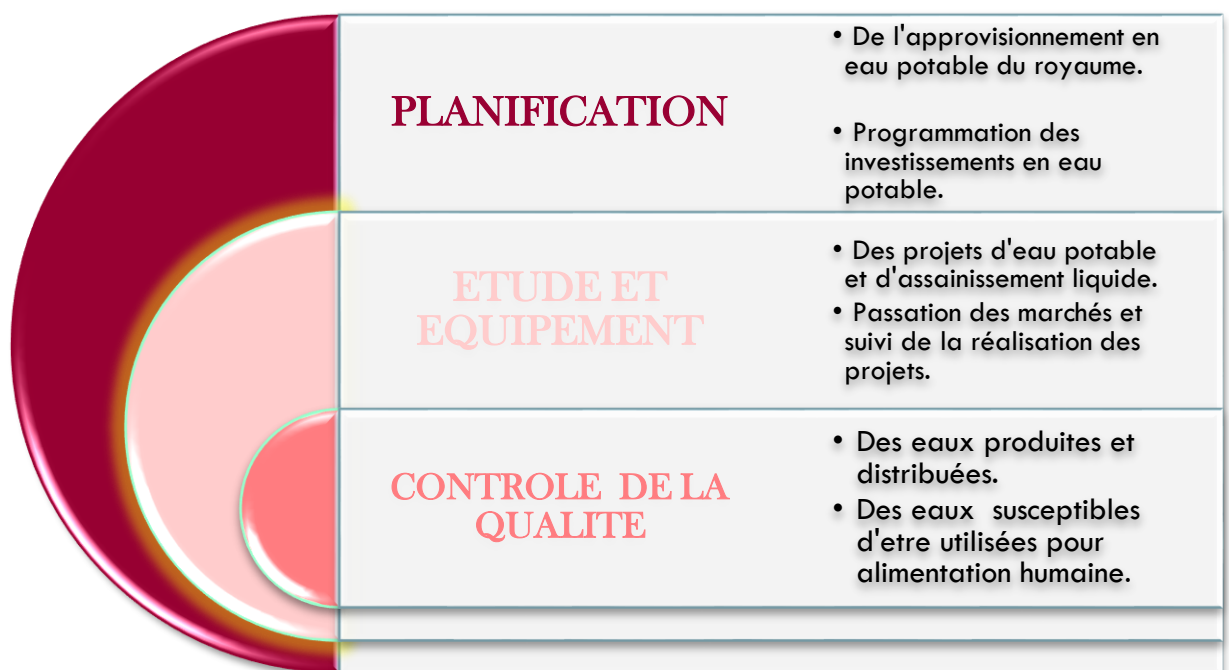 PLANIFICATION
• De l'approvisionnement en
eau potable du royaume.
• Programmation des
investissements en eau
potable.
ETUDE ET
EQUIPEMENT
• Des projets d'eau potable
et d'assainissement liquide.
• Passation des marchés et
suivi de la réalisation des
projets.
CONTROLE DE LA
QUALITE
• Des eaux produites et
distribuées.
• Des eaux susceptibles
d'etre utilisées pour
alimentation humaine.